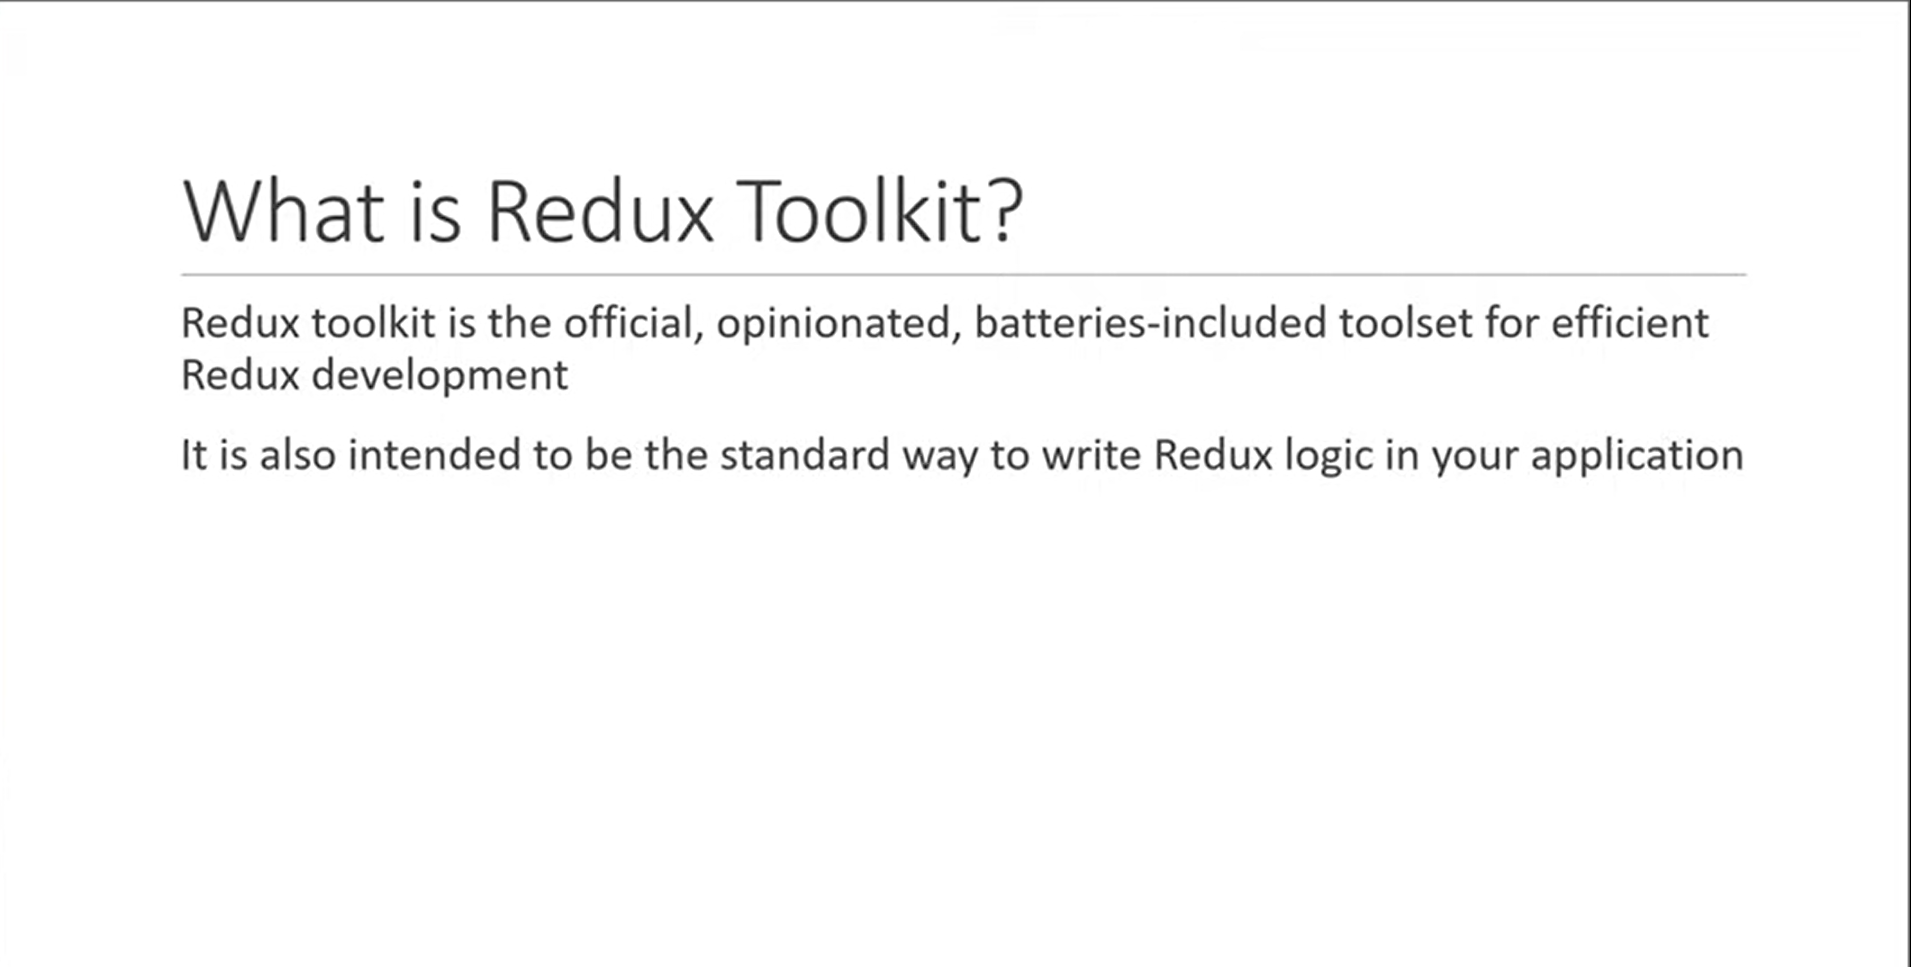 What is Redux Toolkit?
Redux toolkit is the official, opinionated, batteries-included toolset for efficient
Redux development
It is also intended to be the standard way to write Redux logic in your application